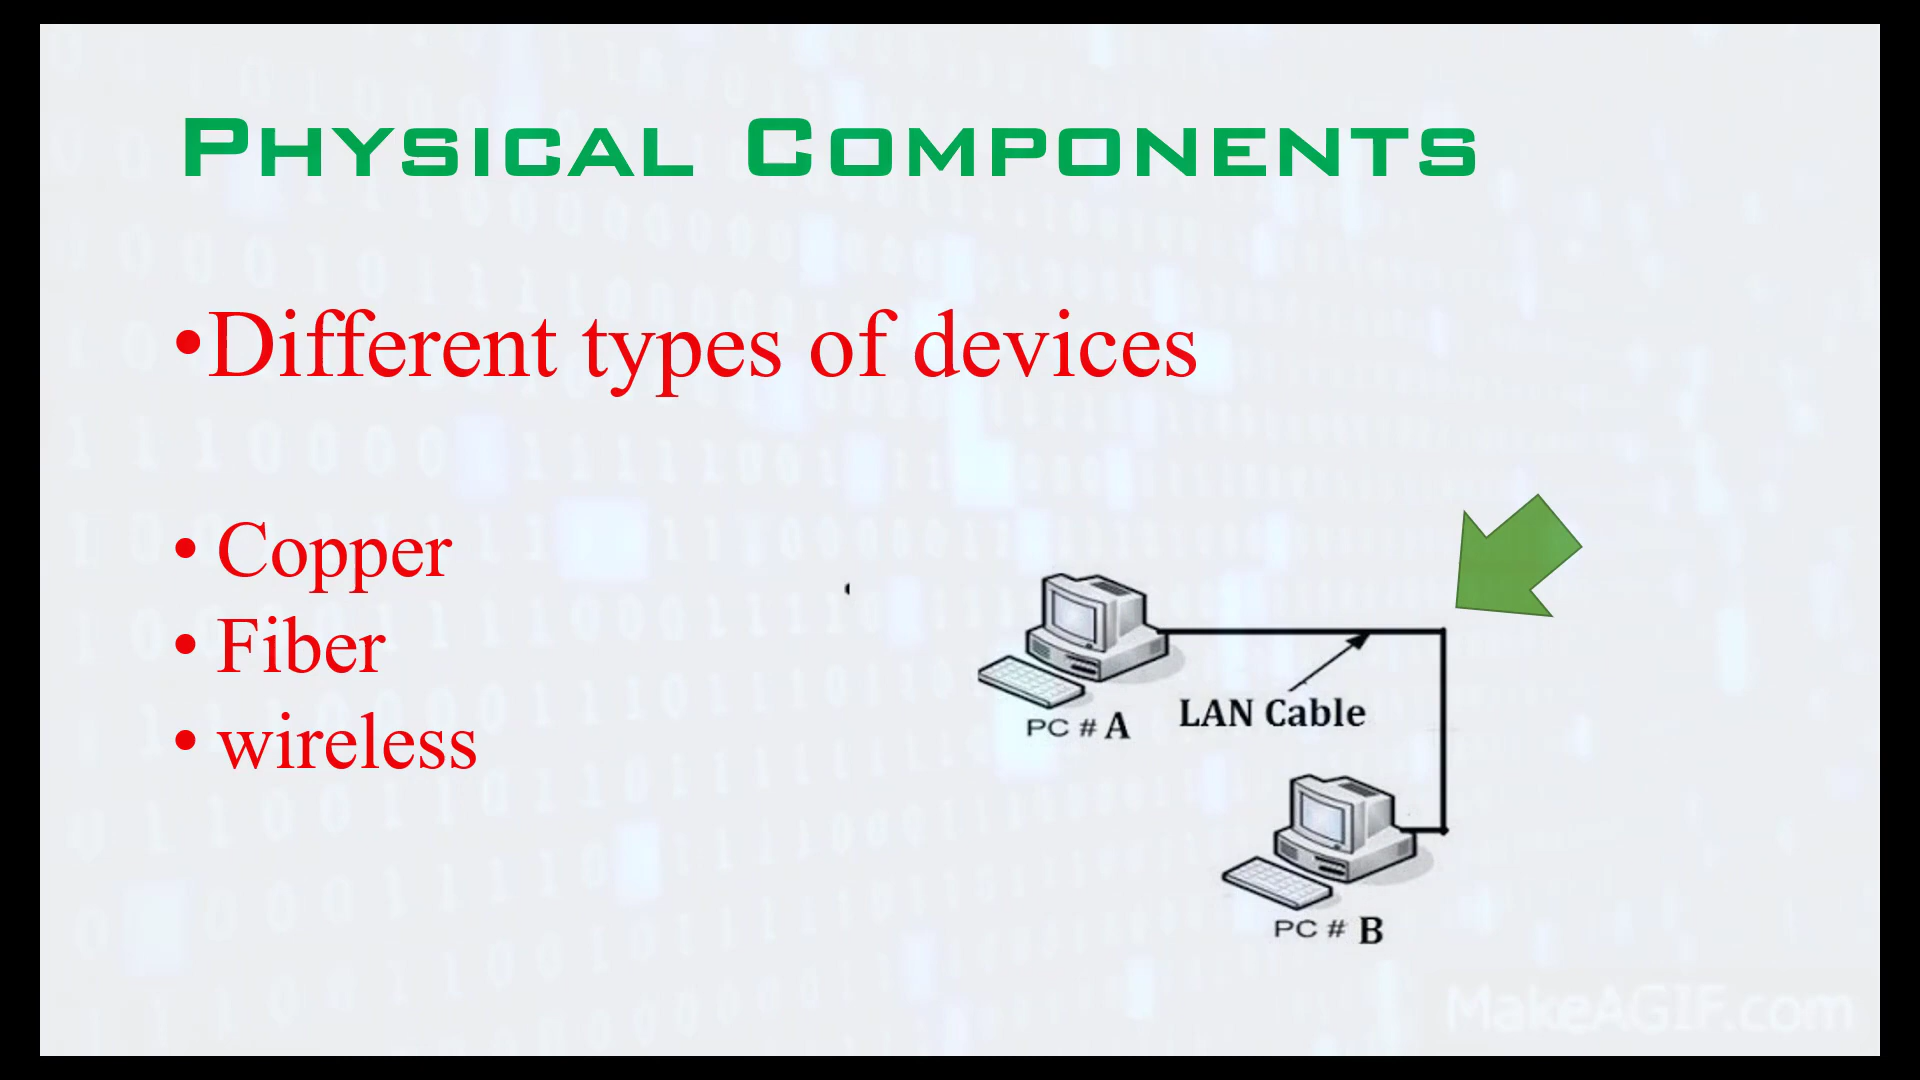 Physical Components
•Different types of devices
• Copper
• Fiber
• wireless
LAN Cable
PC # A
PC # B
MakeAGIF.com